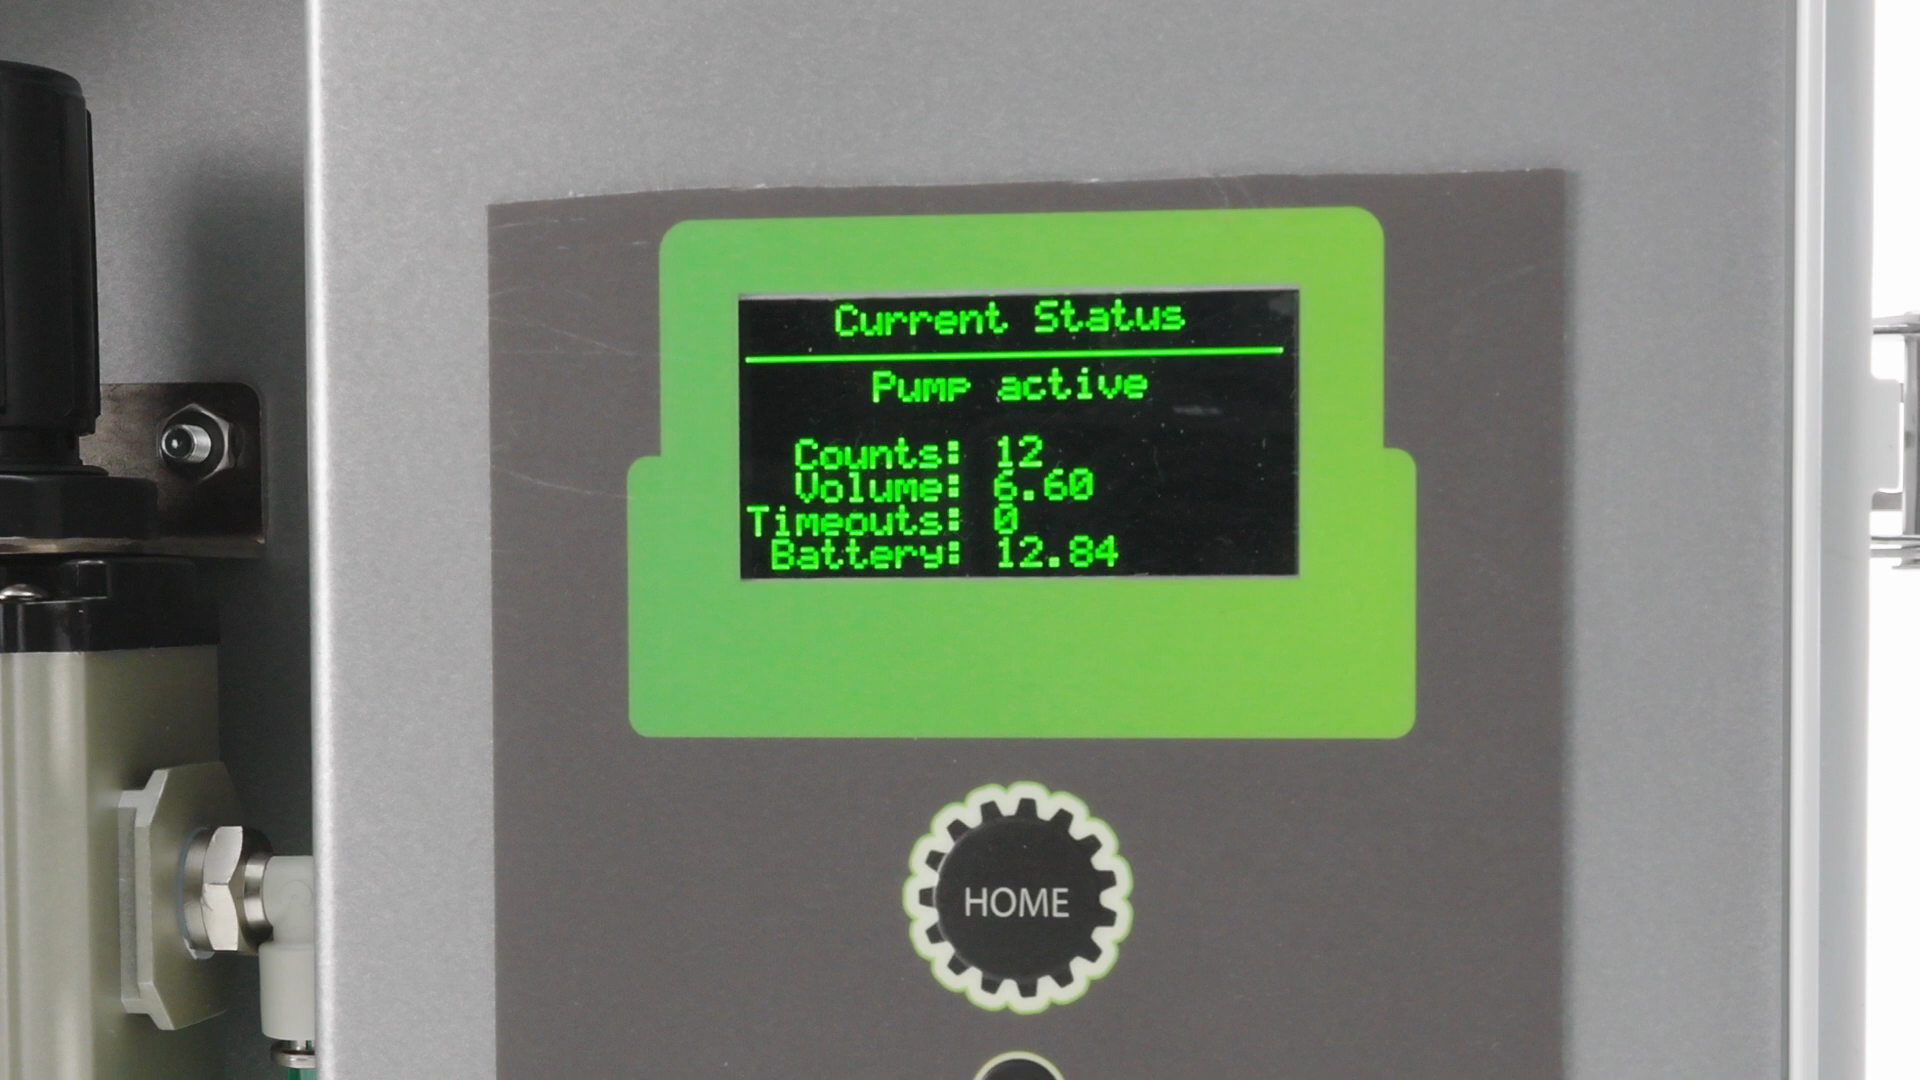 Current Status
Pump active
Counts: 12
Volume: 6.60
Timeouts: 0
Battery: 12.84
HOME